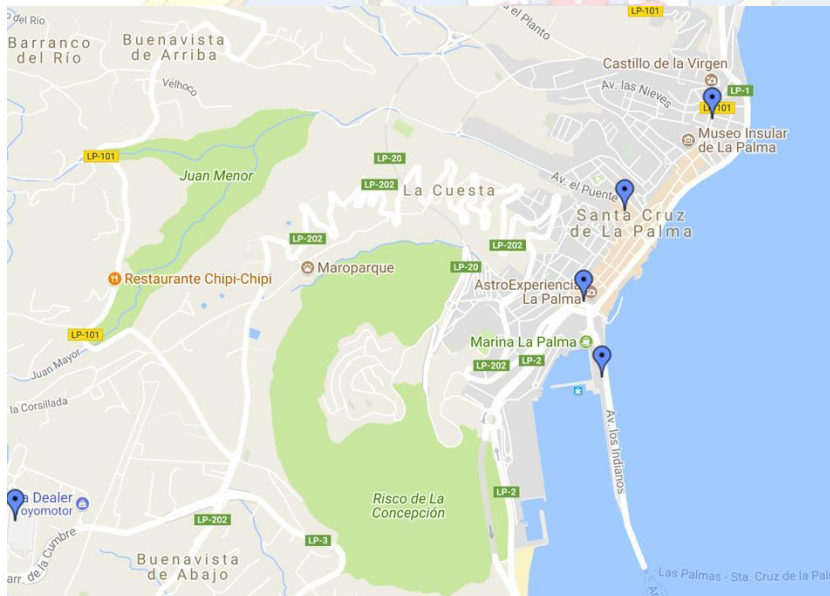 o del Río
Barranco
del Río
Buenavista
de Arriba
Velhoco
el Planto
LP-101
Castillo de la Virgen
Av. las Nieves
LP-1
LP-101
Museo Insular
de La Palma
LP-101
Juan Menor
LP-20
LP-202
La Cuesta
Av. el Puente
Santa Cruz
de La Palma
LP-202
LP-202
LP-20
Maroparque
Restaurante Chipi-Chipi
AstroExperiencia
La Palma
LP-101
Juan Mayor
Marina La Palma
LP-2
LP-202
la Corsillada
Av. los Indianos
a Dealer
oyomotor
Risco de La
Concepción
LP-2
LP-202
LP-3
arr. de la Cumbre
Buenavista
de Abajo
Las Palmas - Sta. Cruz de la Pal